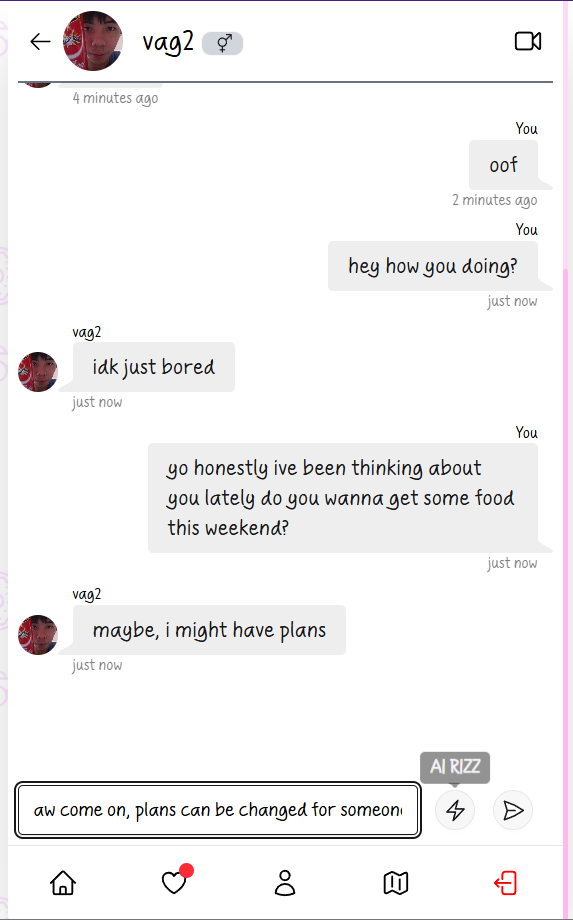 vag2
4 minutes ago
You
oof
2 minutes ago
You
hey how you doing?
just now
vag2
idk just bored
just now
You
yo honestly ive been thinking about
you lately do you wanna get some food
this weekend?
just now
vag2
maybe, i might have plans
just now
AI RIZZ
aw come on, plans can be changed for someon